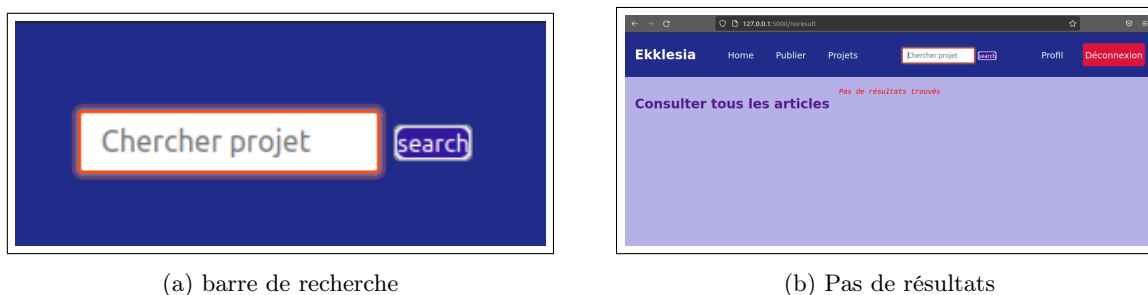 Chercher projet search
(a) barre de recherche
127.0.0.1:5000/noresult
Ekklesia Home Publier Projets Chercher projet search Profil Déconnexion
Pas de résultats trouvés
Consulter tous les articles
(b) Pas de résultats